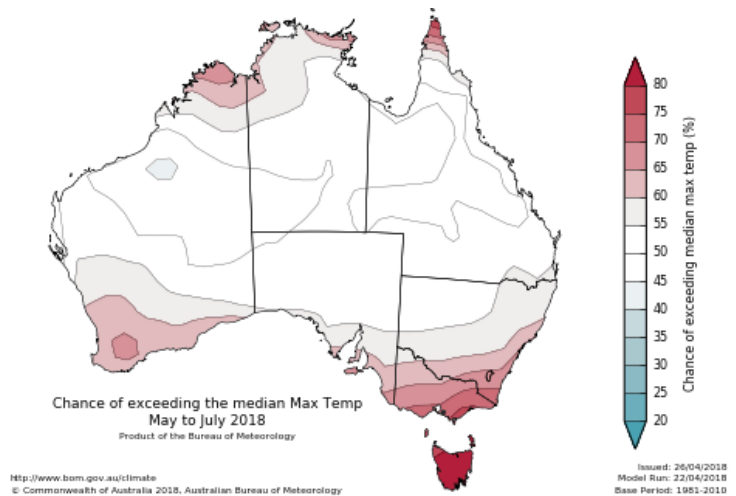 80
75
70
65
60
55
50
45
40
35
30
25
20
Chance of exceeding median max temp (%)
Chance of exceeding the median Max Temp
May to July 2018
Product of the Bureau of Meteorology
http://www.bom.gov.au/climate
© Commonwealth of Australia 2018, Australian Bureau of Meteorology
Issued: 26/04/2018
Model Run: 22/04/2018
Base Period: 1981-2010